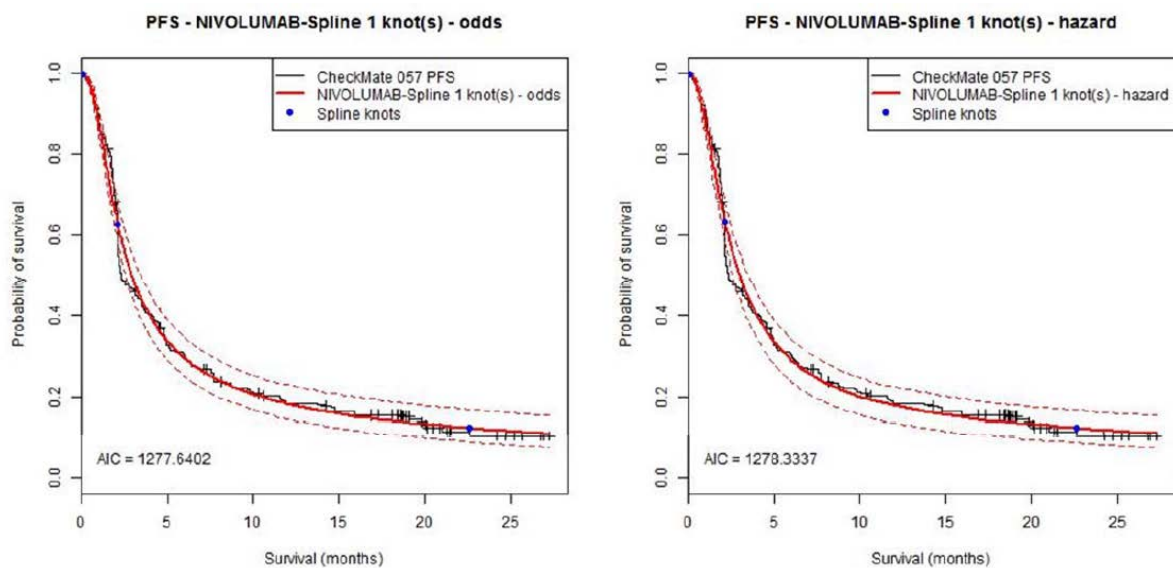 PFS - NIVOLUMAB-Spline 1 knot(s) - odds
CheckMate 057 PFS
NIVOLUMAB-Spline 1 knot(s) - odds
Spline knots
Probability of survival
1.0
0.8
0.6
0.4
0.2
0.0
AIC = 1277.6402
0 5 10 15 20 25
Survival (months)
PFS - NIVOLUMAB-Spline 1 knot(s) - hazard
CheckMate 057 PFS
NIVOLUMAB-Spline 1 knot(s) - hazard
Spline knots
Probability of survival
1.0
0.8
0.6
0.4
0.2
0.0
AIC = 1278.3337
0 5 10 15 20 25
Survival (months)